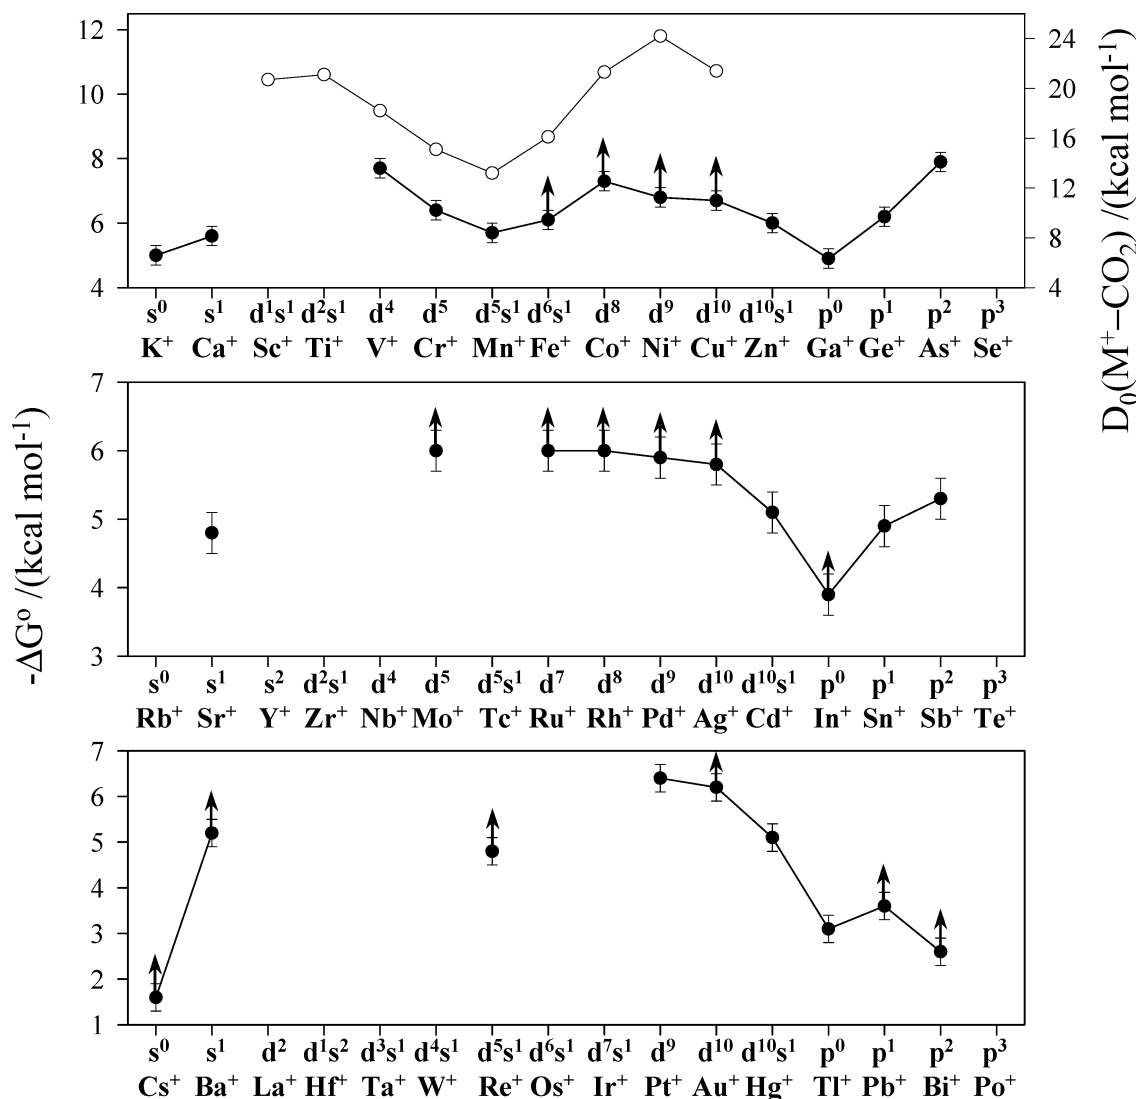 12
10
8
6
4
24
20
16
12
8
4
D₀(M⁺–CO₂) /(kcal mol⁻¹)
s⁰ s¹ d¹s¹ d²s¹ d⁴ d⁵ d⁵s¹ d⁶s¹ d⁸ d⁹ d¹⁰ d¹⁰s¹ p⁰ p¹ p² p³
K⁺ Ca⁺ Sc⁺ Ti⁺ V⁺ Cr⁺ Mn⁺ Fe⁺ Co⁺ Ni⁺ Cu⁺ Zn⁺ Ga⁺ Ge⁺ As⁺ Se⁺
-ΔG° /(kcal mol⁻¹)
7
6
5
4
3
s⁰ s¹ s² d²s¹ d⁴ d⁵ d⁵s¹ d⁷ d⁸ d⁹ d¹⁰ d¹⁰s¹ p⁰ p¹ p² p³
Rb⁺ Sr⁺ Y⁺ Zr⁺ Nb⁺ Mo⁺ Tc⁺ Ru⁺ Rh⁺ Pd⁺ Ag⁺ Cd⁺ In⁺ Sn⁺ Sb⁺ Te⁺
7
6
5
4
3
2
1
s⁰ s¹ d² d¹s² d³s¹ d⁴s¹ d⁵s¹ d⁶s¹ d⁷s¹ d⁹ d¹⁰ d¹⁰s¹ p⁰ p¹ p² p³
Cs⁺ Ba⁺ La⁺ Hf⁺ Ta⁺ W⁺ Re⁺ Os⁺ Ir⁺ Pt⁺ Au⁺ Hg⁺ Tl⁺ Pb⁺ Bi⁺ Po⁺